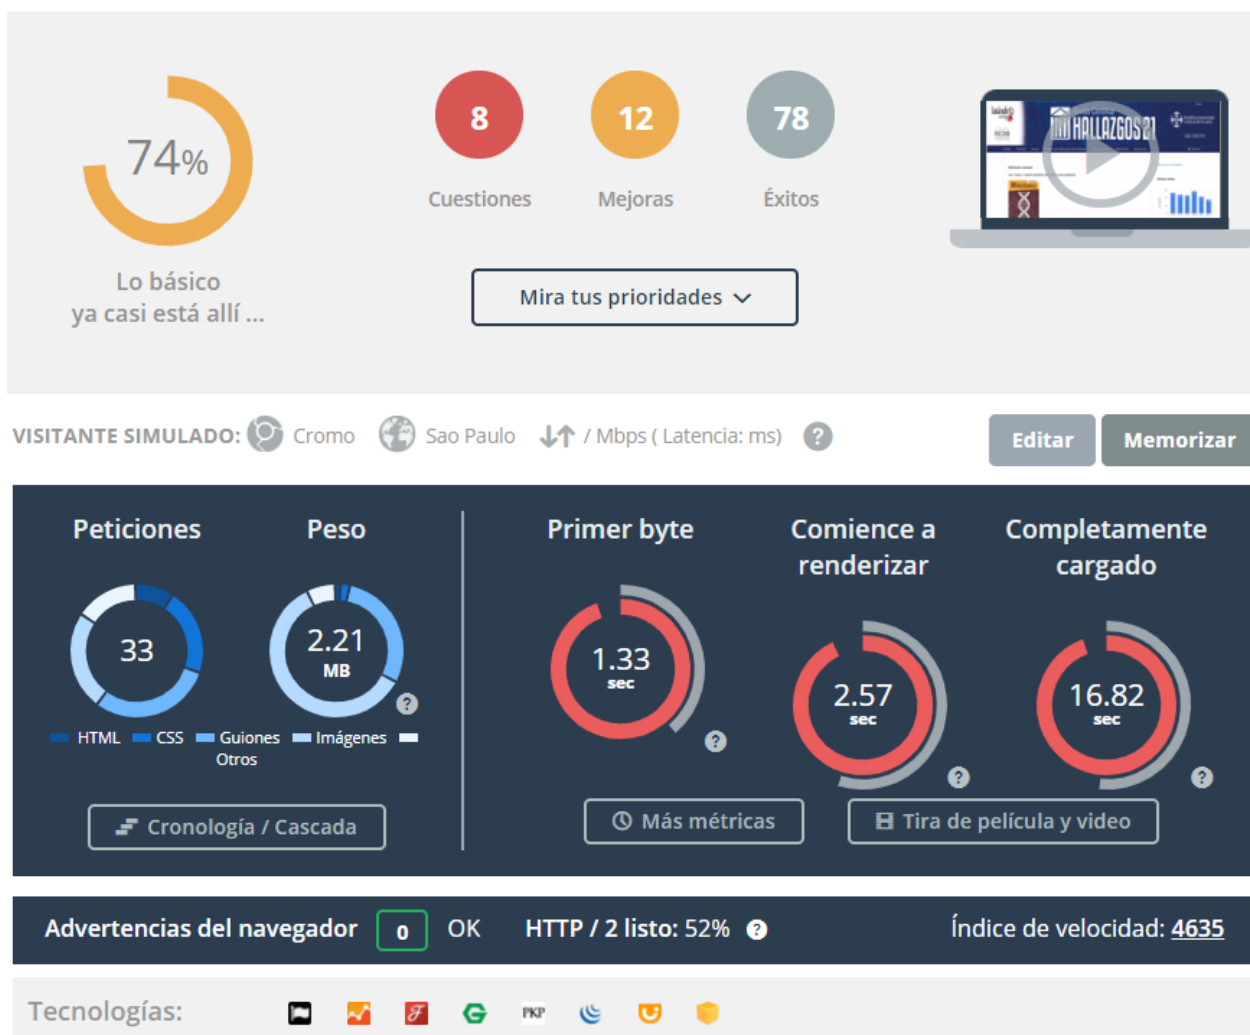 74%
Lo básico
ya casi está allí ...
8
12
78
Cuestiones
Mejoras
Éxitos
Mira tus prioridades
HALLAZGOS21
VISITANTE SIMULADO: Cromo Sao Paulo / Mbps ( Latencia: ms) ?
Editar
Memorizar
Peticiones
Peso
Primer byte
Comience a
renderizar
Completamente
cargado
33
2.21
MB
?
1.33
sec
?
2.57
sec
?
16.82
sec
?
HTML CSS Guiones Imágenes
Otros
Cronología / Cascada
Más métricas
Tira de película y video
Advertencias del navegador 0 OK HTTP / 2 listo: 52% ? Índice de velocidad: 4635
Tecnologías:
PKP